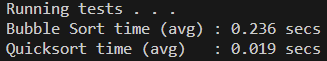 Running tests . . .
Bubble Sort time (avg) : 0.236 secs
Quicksort time (avg)   : 0.019 secs